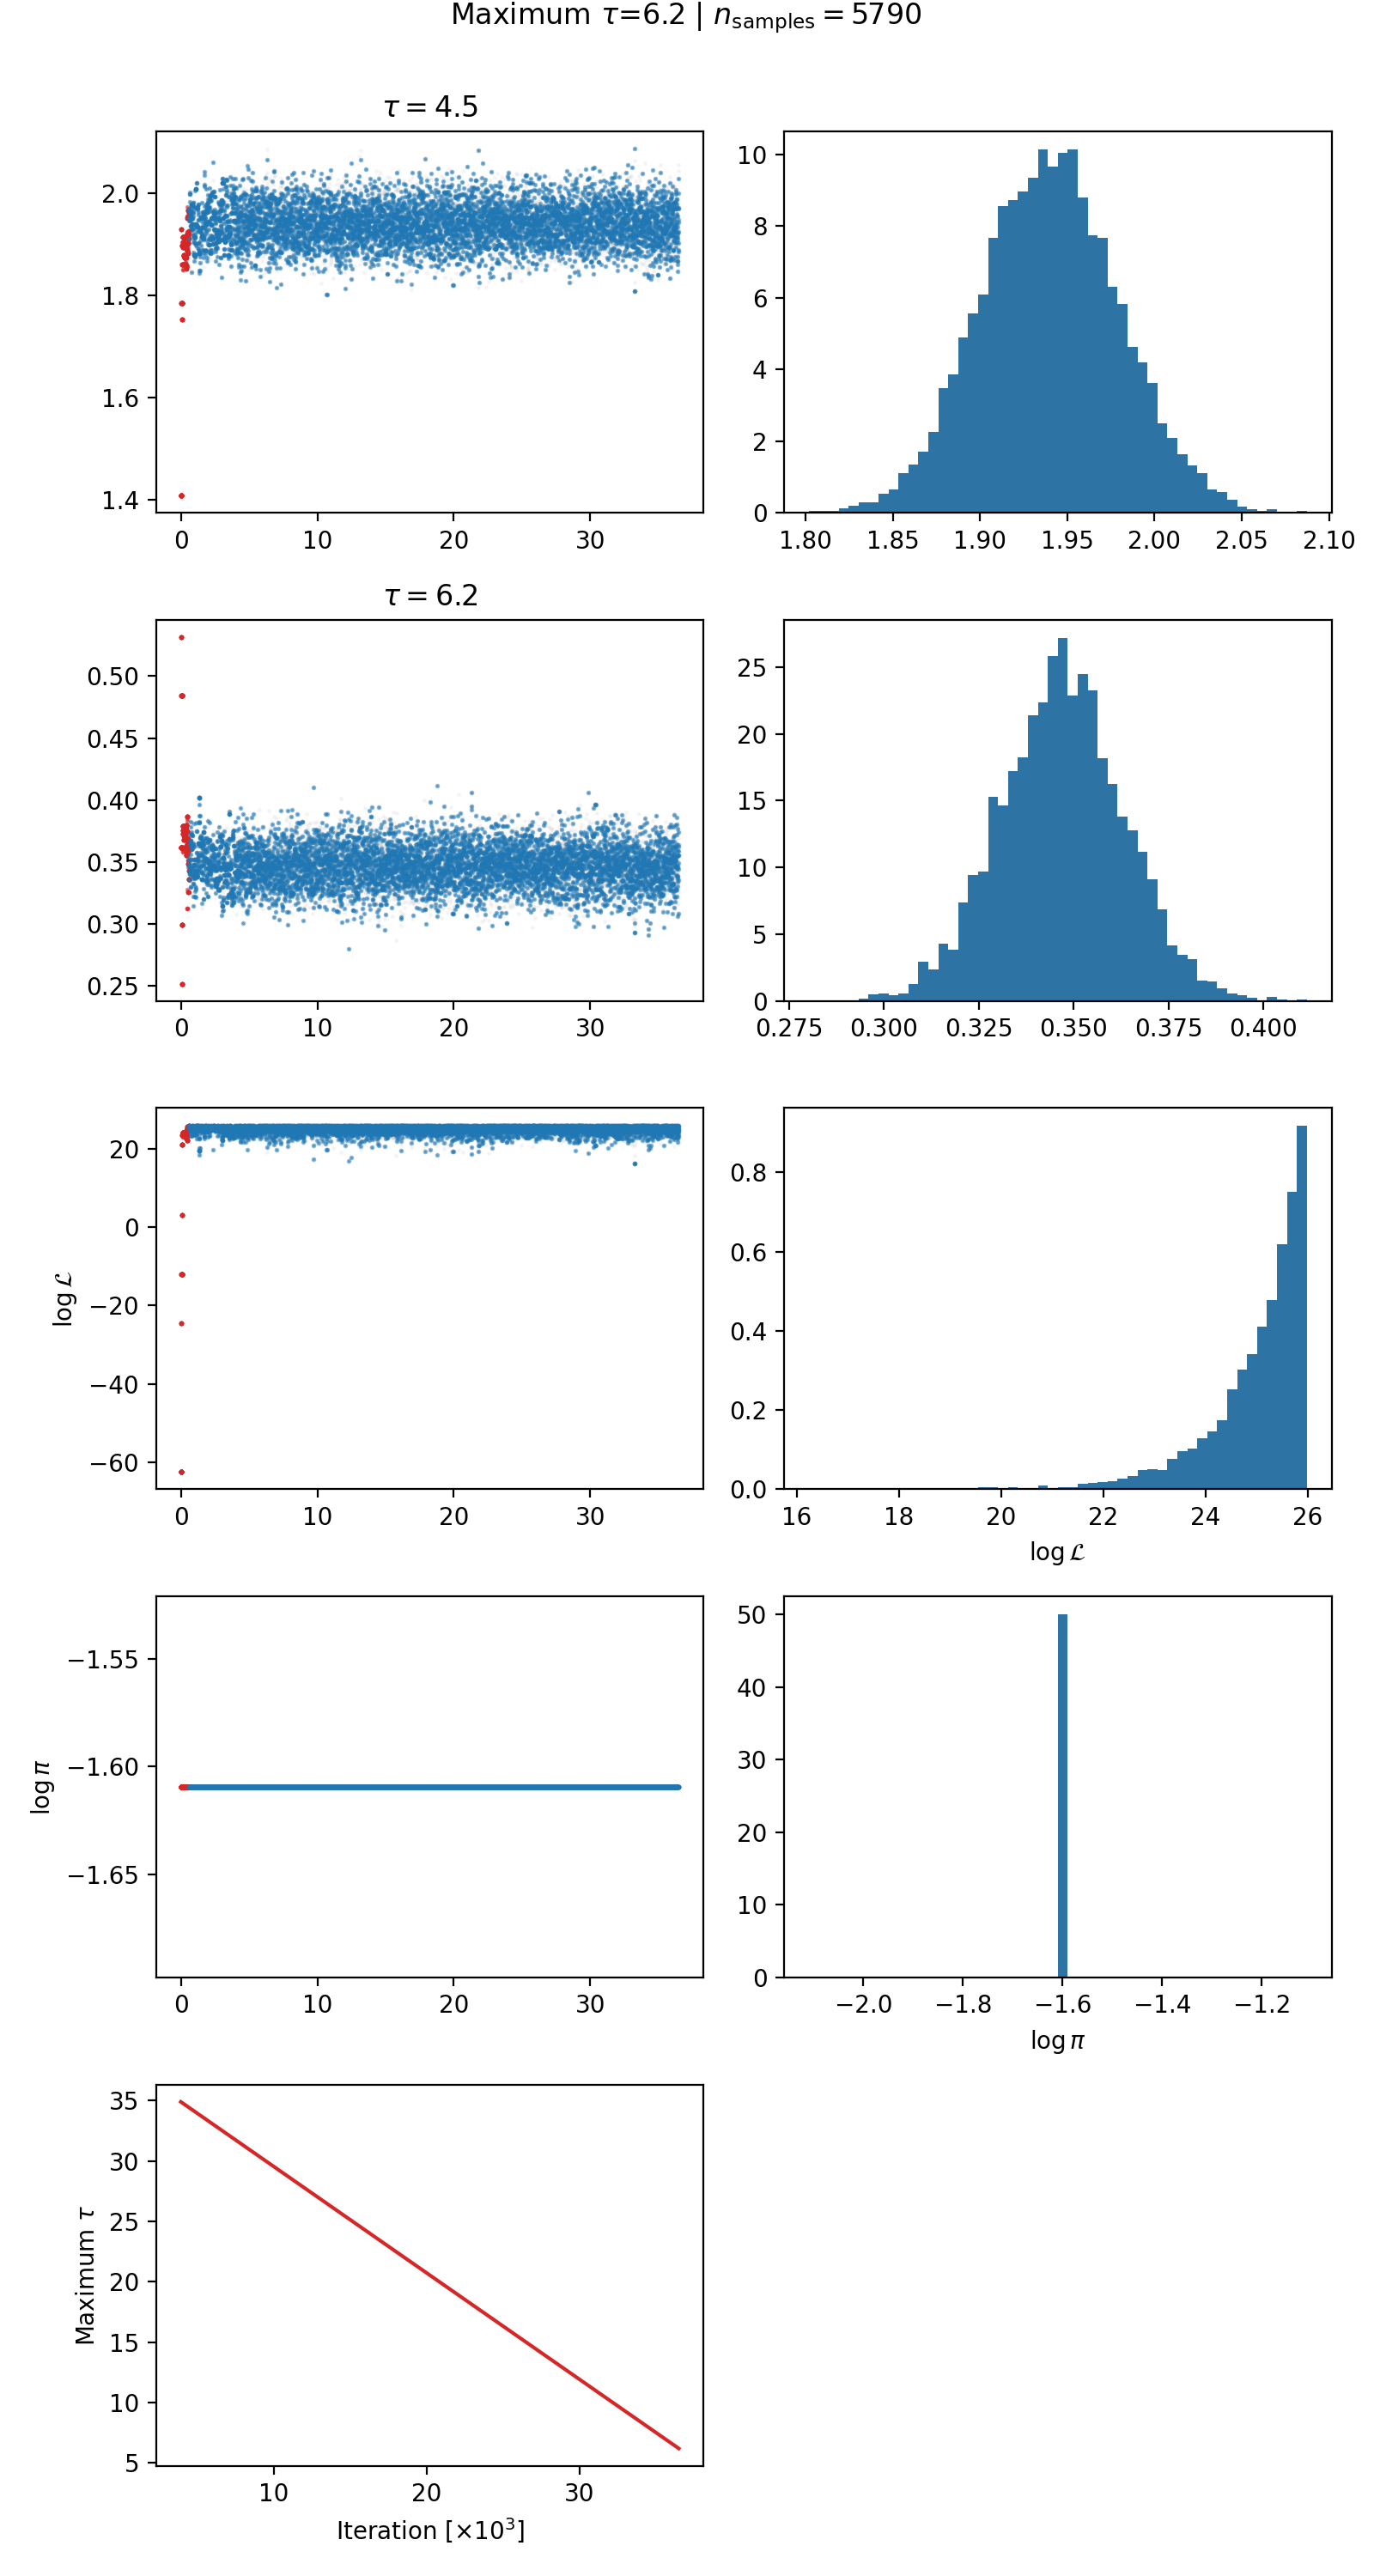 Maximum τ=6.2 | n_samples = 5790
τ = 4.5
2.0
1.8
1.6
1.4
0 10 20 30
10
8
6
4
2
0
1.80 1.85 1.90 1.95 2.00 2.05 2.10
τ = 6.2
0.50
0.45
0.40
0.35
0.30
0.25
0 10 20 30
25
20
15
10
5
0
0.275 0.300 0.325 0.350 0.375 0.400
log ℒ
20
0
−20
−40
−60
0 10 20 30
0.8
0.6
0.4
0.2
0.0
16 18 20 22 24 26
log ℒ
log π
−1.55
−1.60
−1.65
0 10 20 30
50
40
30
20
10
0
−2.0 −1.8 −1.6 −1.4 −1.2
log π
Maximum τ
35
30
25
20
15
10
5
10 20 30
Iteration [×10³]